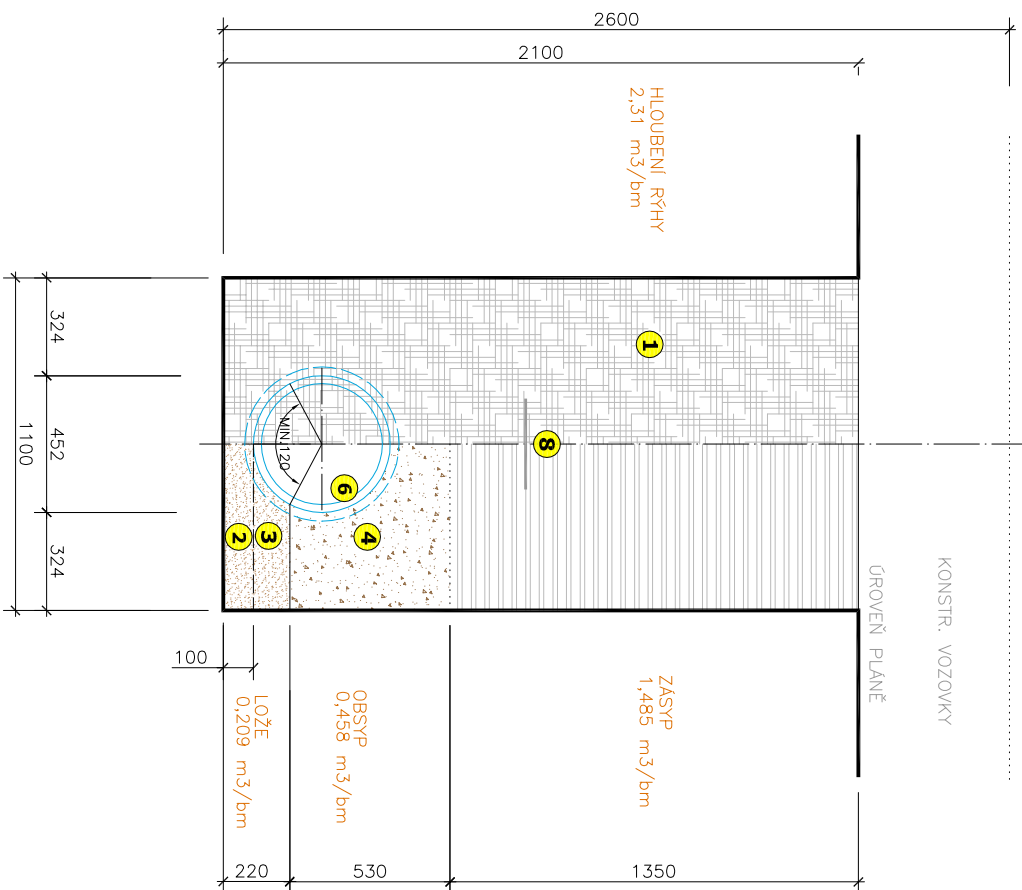 2600
2100
HLOUBENÍ RÝHY
2,31 m3/bm
KONSTR. VOZOVKY
ÚROVEŇ PLÁNĚ
1
8
MIN.120
6
4
3
2
324
452
324
1100
100
ZÁSYP
1,485 m3/bm
OBSYP
0,458 m3/bm
LOŽE
0,209 m3/bm
220
530
1350